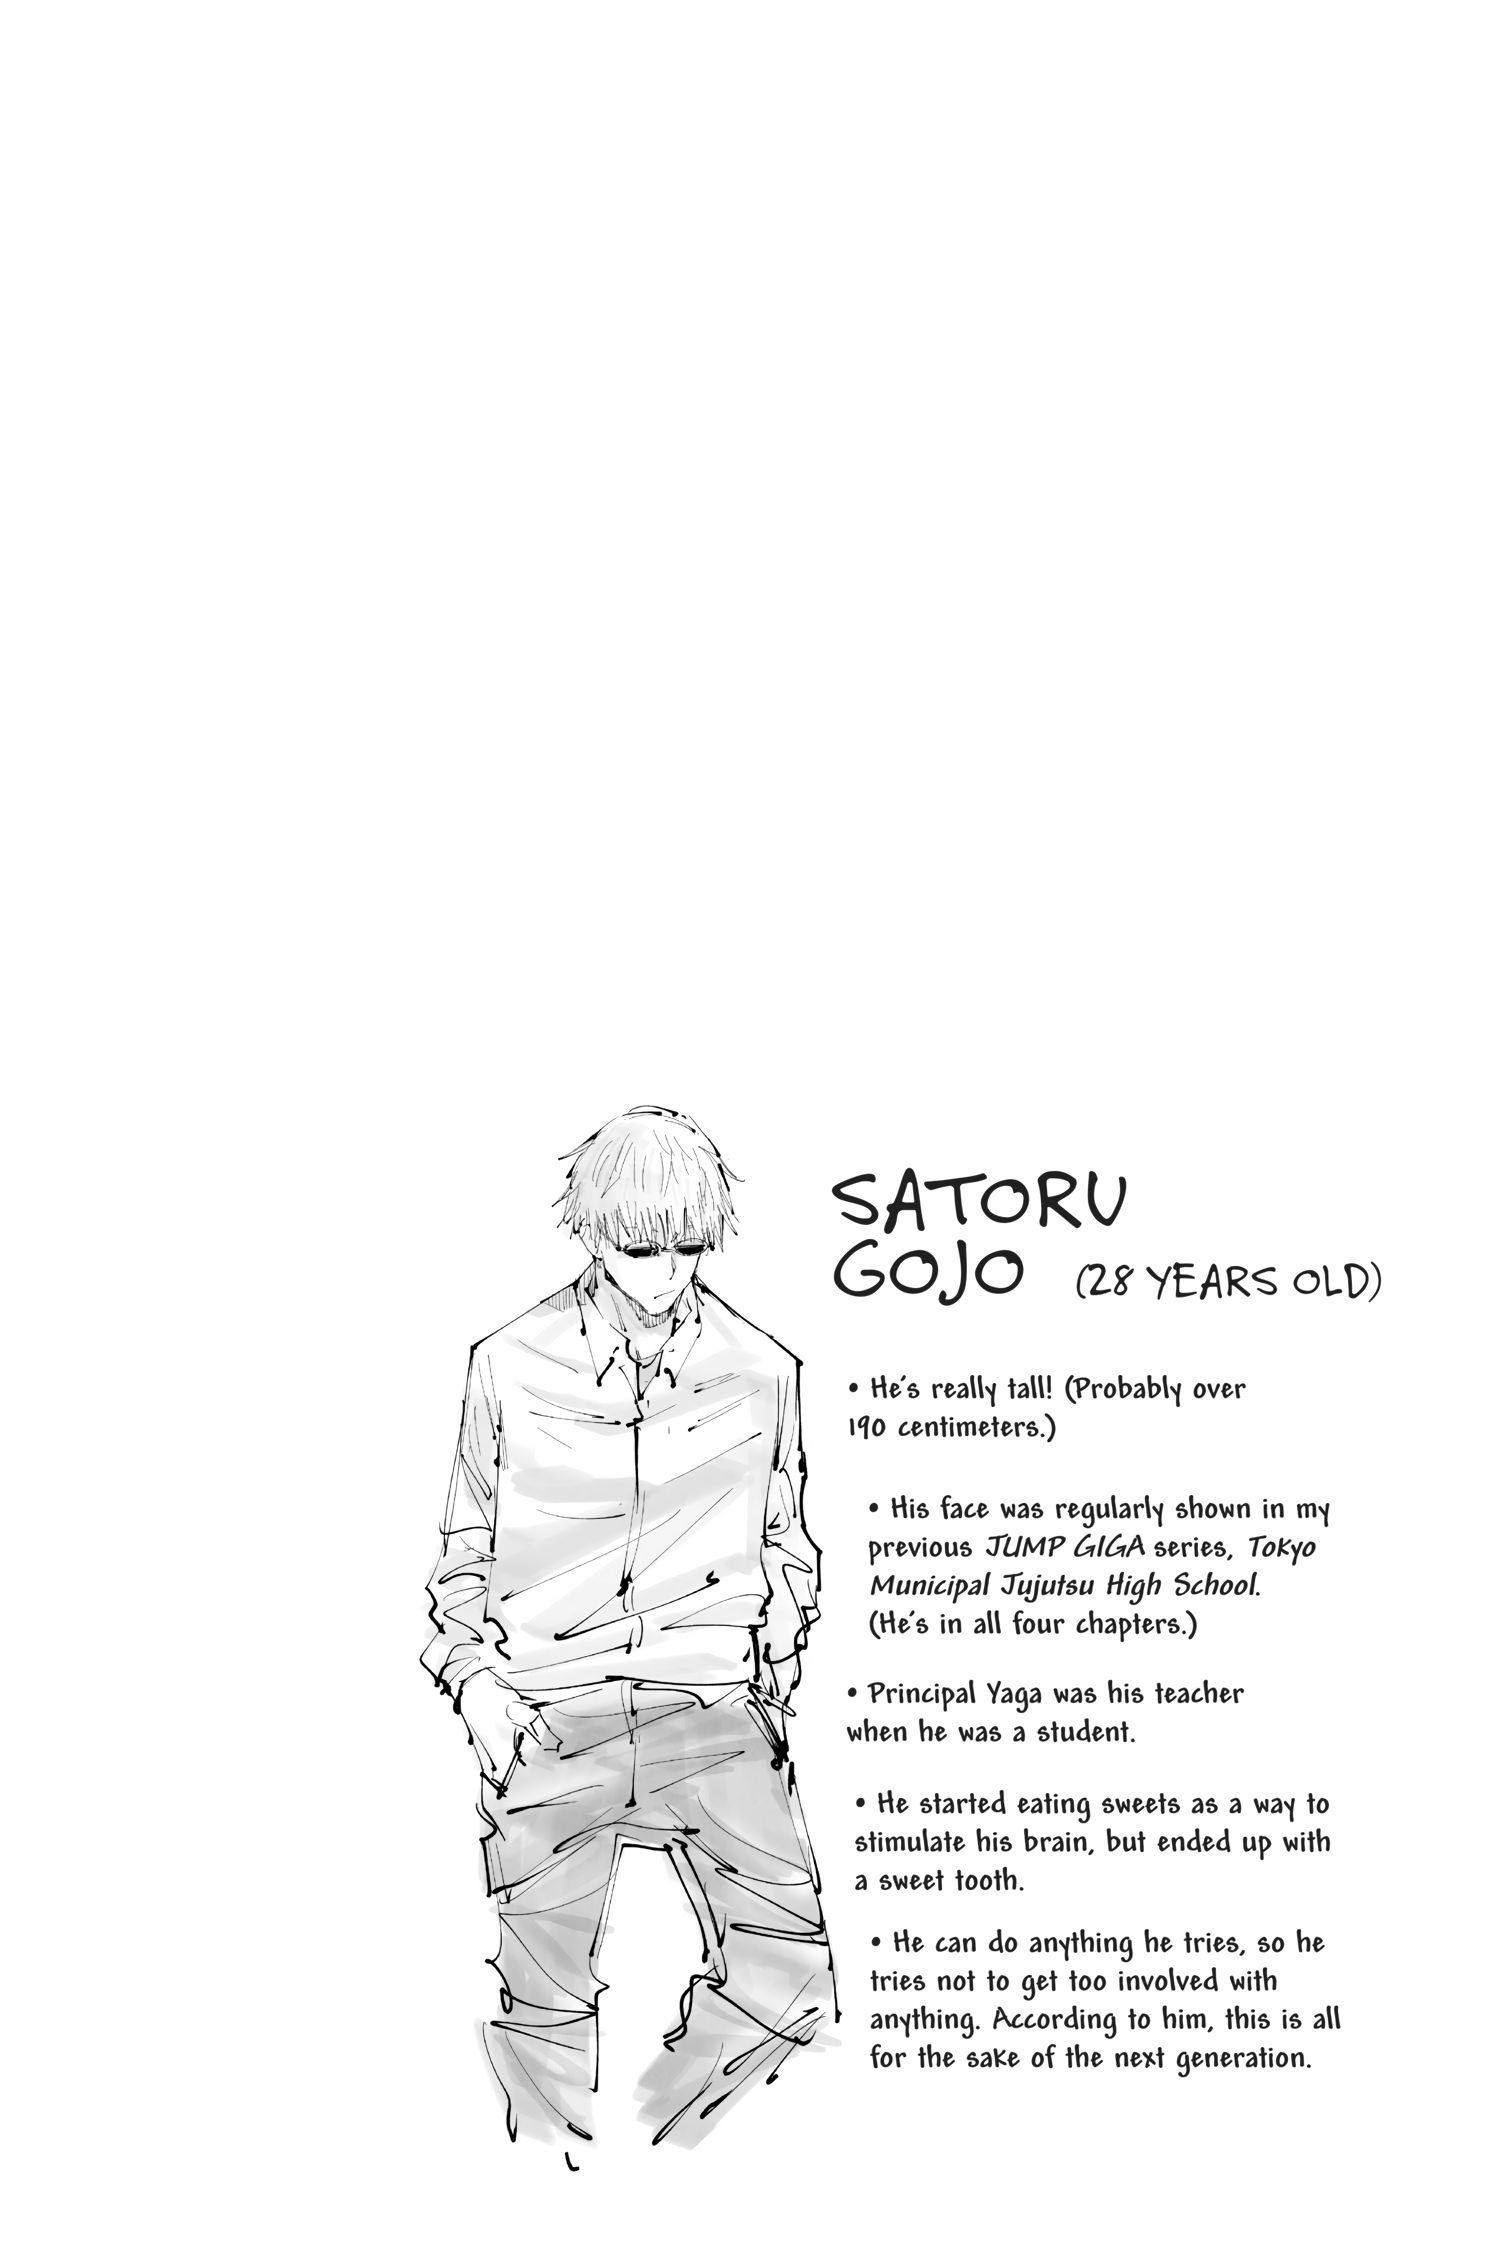 SATORU
GOJO (28 YEARS OLD)
• He's really tall! (Probably over
190 centimeters.)
• His face was regularly shown in my
previous JUMP GIGA series, Tokyo
Municipal Jujutsu High School.
(He's in all four chapters.)
• Principal Yaga was his teacher
when he was a student.
• He started eating sweets as a way to
stimulate his brain, but ended up with
a sweet tooth.
• He can do anything he tries, so he
tries not to get too involved with
anything. According to him, this is all
for the sake of the next generation.